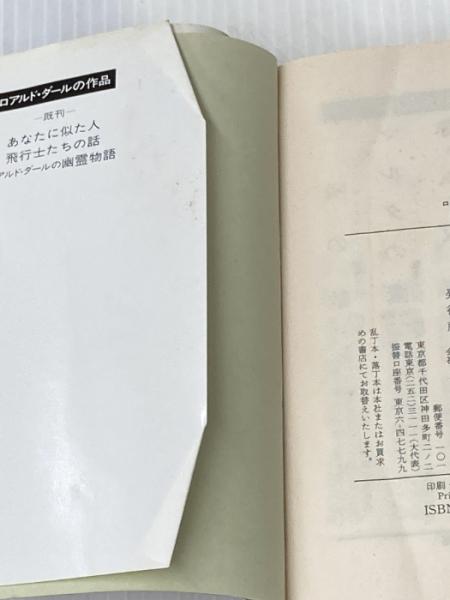 ロアルド・ダールの作品
―既刊―
あなたに似た人
飛行士たちの話
アルド・ダールの幽霊物語
郵便番号 一〇一
東京都千代田区神田多町二ノ二
電話東京(二五二)三一一一(大代表)
振替口座番号 東京六-四七七九九
乱丁本・落丁本は本社またはお買求
めの書店にてお取替えいたします。
印刷
Pri
ISBN